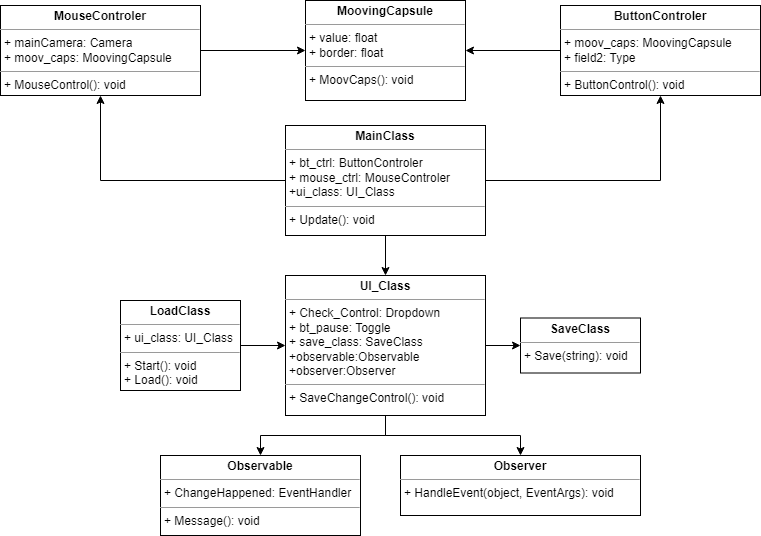 MouseControler
+ mainCamera: Camera
+ moov_caps: MoovingCapsule
+ MouseControl(): void
MoovingCapsule
+ value: float
+ border: float
+ MoovCaps(): void
ButtonControler
+ moov_caps: MoovingCapsule
+ field2: Type
+ ButtonControl(): void
MainClass
+ bt_ctrl: ButtonControler
+ mouse_ctrl: MouseControler
+ui_class: UI_Class
+ Update(): void
LoadClass
+ ui_class: UI_Class
+ Start(): void
+ Load(): void
UI_Class
+ Check_Control: Dropdown
+ bt_pause: Toggle
+ save_class: SaveClass
+observable:Observable
+observer:Observer
+ SaveChangeControl(): void
SaveClass
+ Save(string): void
Observable
+ ChangeHappened: EventHandler
+ Message(): void
Observer
+ HandleEvent(object, EventArgs): void